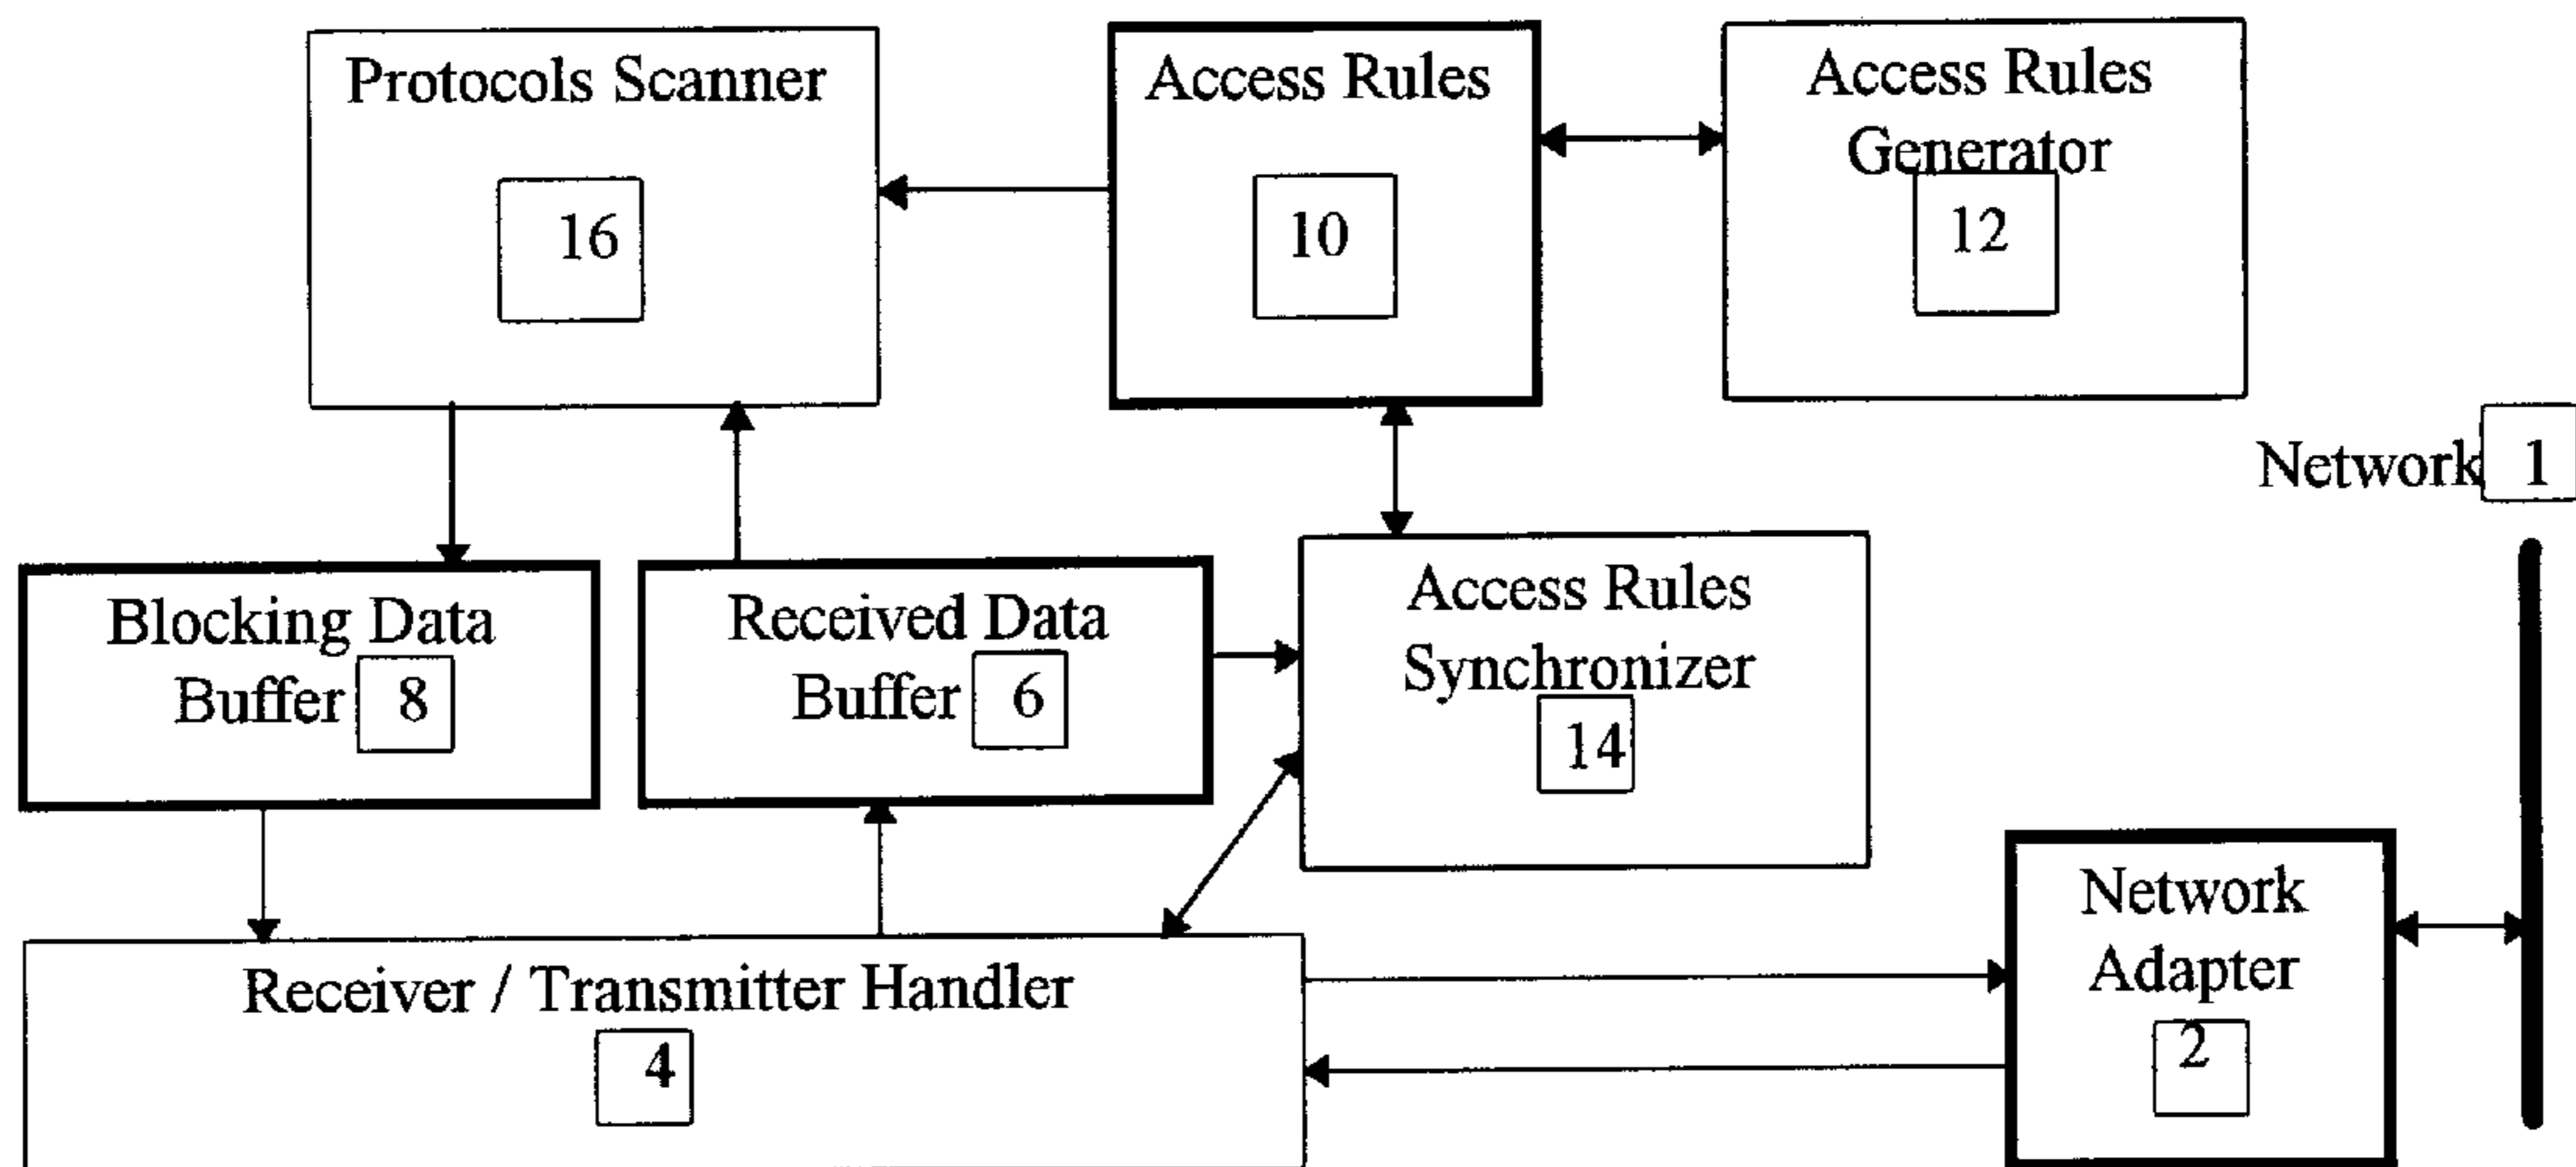 Protocols Scanner
16
Access Rules
10
Access Rules
Generator
12
Network 1
Blocking Data
Buffer 8
Received Data
Buffer 6
Access Rules
Synchronizer
14
Receiver / Transmitter Handler
4
Network
Adapter
2